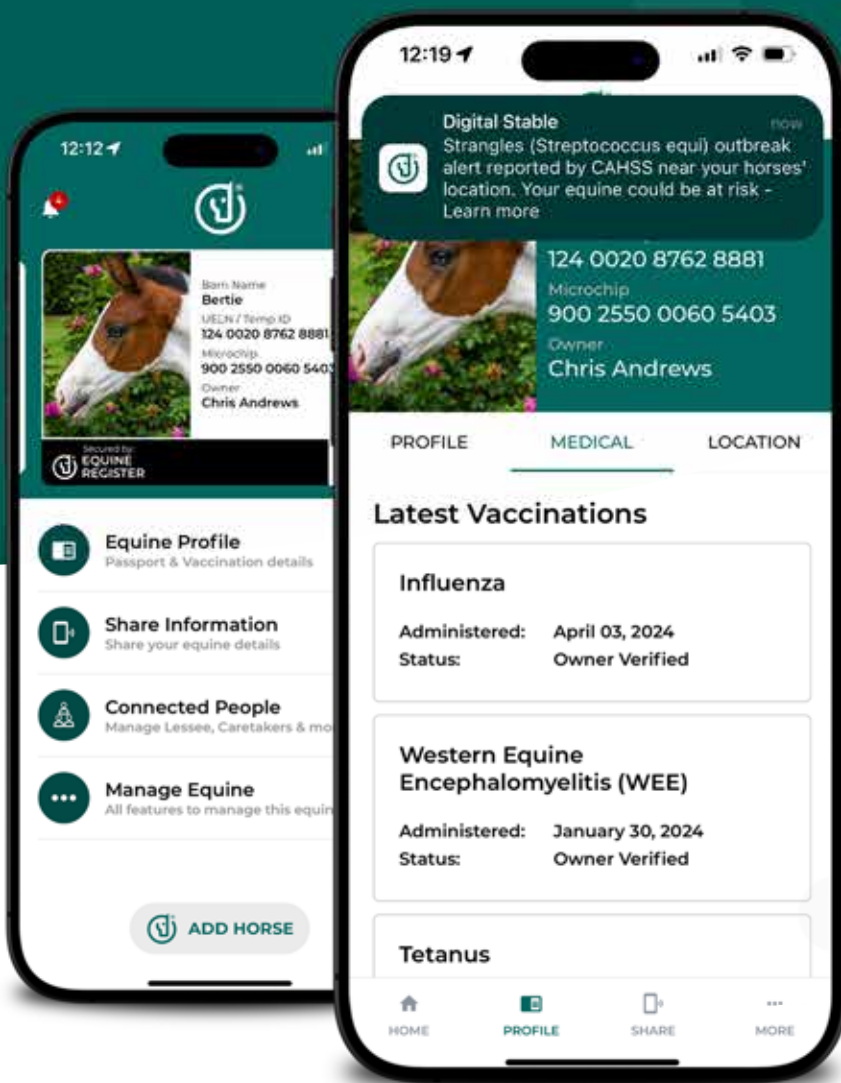 12:12
4
Barn Name
Bertie
UELN / Temp ID
124 0020 8762 8881
Microchip
900 2550 0060 5403
Owner
Chris Andrews
Secured by:
EQUINE
REGISTER
Equine Profile
Passport & Vaccination details
Share Information
Share your equine details
Connected People
Manage Lessee, Caretakers & mo
Manage Equine
All features to manage this equin
ADD HORSE
12:19
Digital Stable
now
Strangles (Streptococcus equi) outbreak
alert reported by CAHSS near your horses'
location. Your equine could be at risk -
Learn more
124 0020 8762 8881
Microchip
900 2550 0060 5403
Owner
Chris Andrews
PROFILE MEDICAL LOCATION
Latest Vaccinations
Influenza
Administered: April 03, 2024
Status: Owner Verified
Western Equine
Encephalomyelitis (WEE)
Administered: January 30, 2024
Status: Owner Verified
Tetanus
HOME PROFILE SHARE MORE